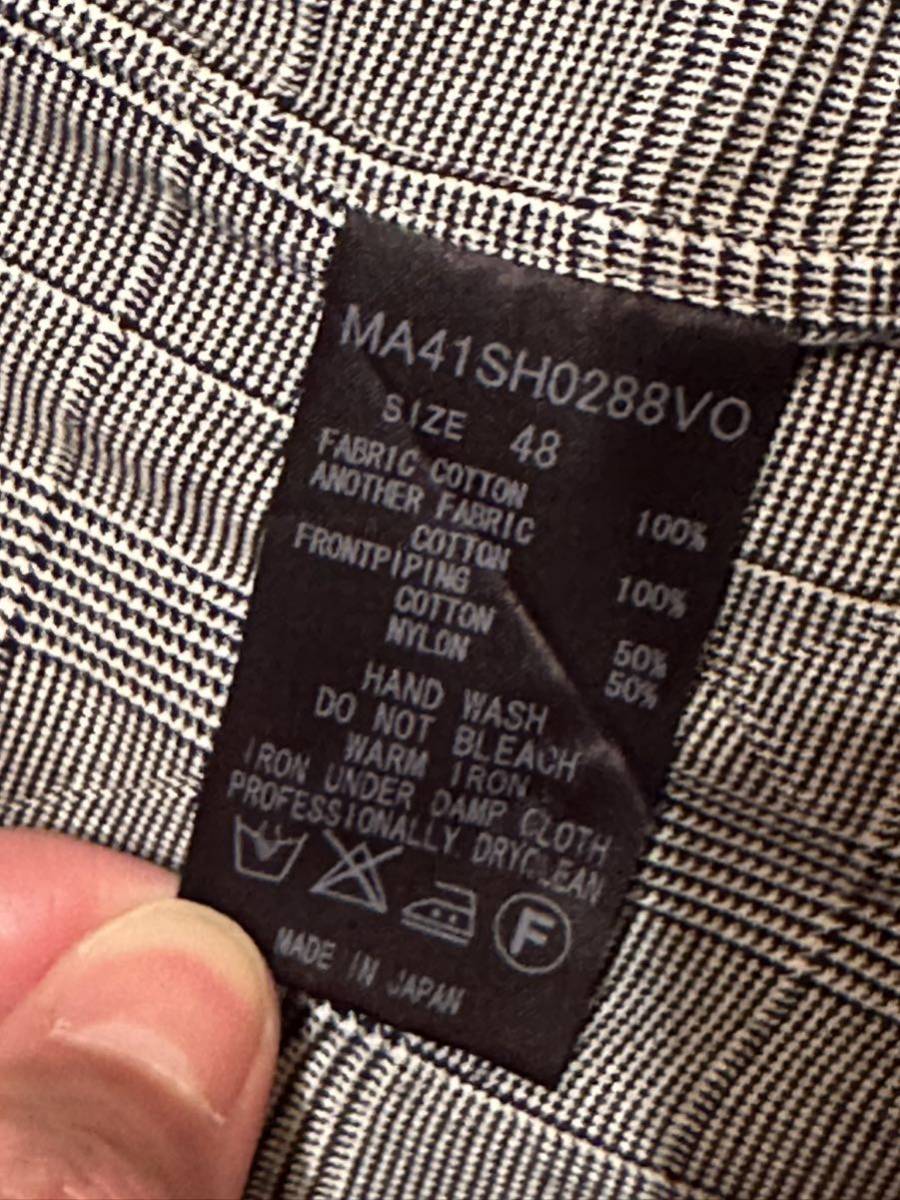 MA41SH0288VO
SIZE 48
FABRIC COTTON 100%
ANOTHER FABRIC
COTTON 100%
FRONTPIPING
COTTON 50%
NYLON 50%
HAND WASH
DO NOT BLEACH
WARM IRON
IRON UNDER DAMP CLOTH
PROFESSIONALLY DRYCLEAN
F
MADE IN JAPAN